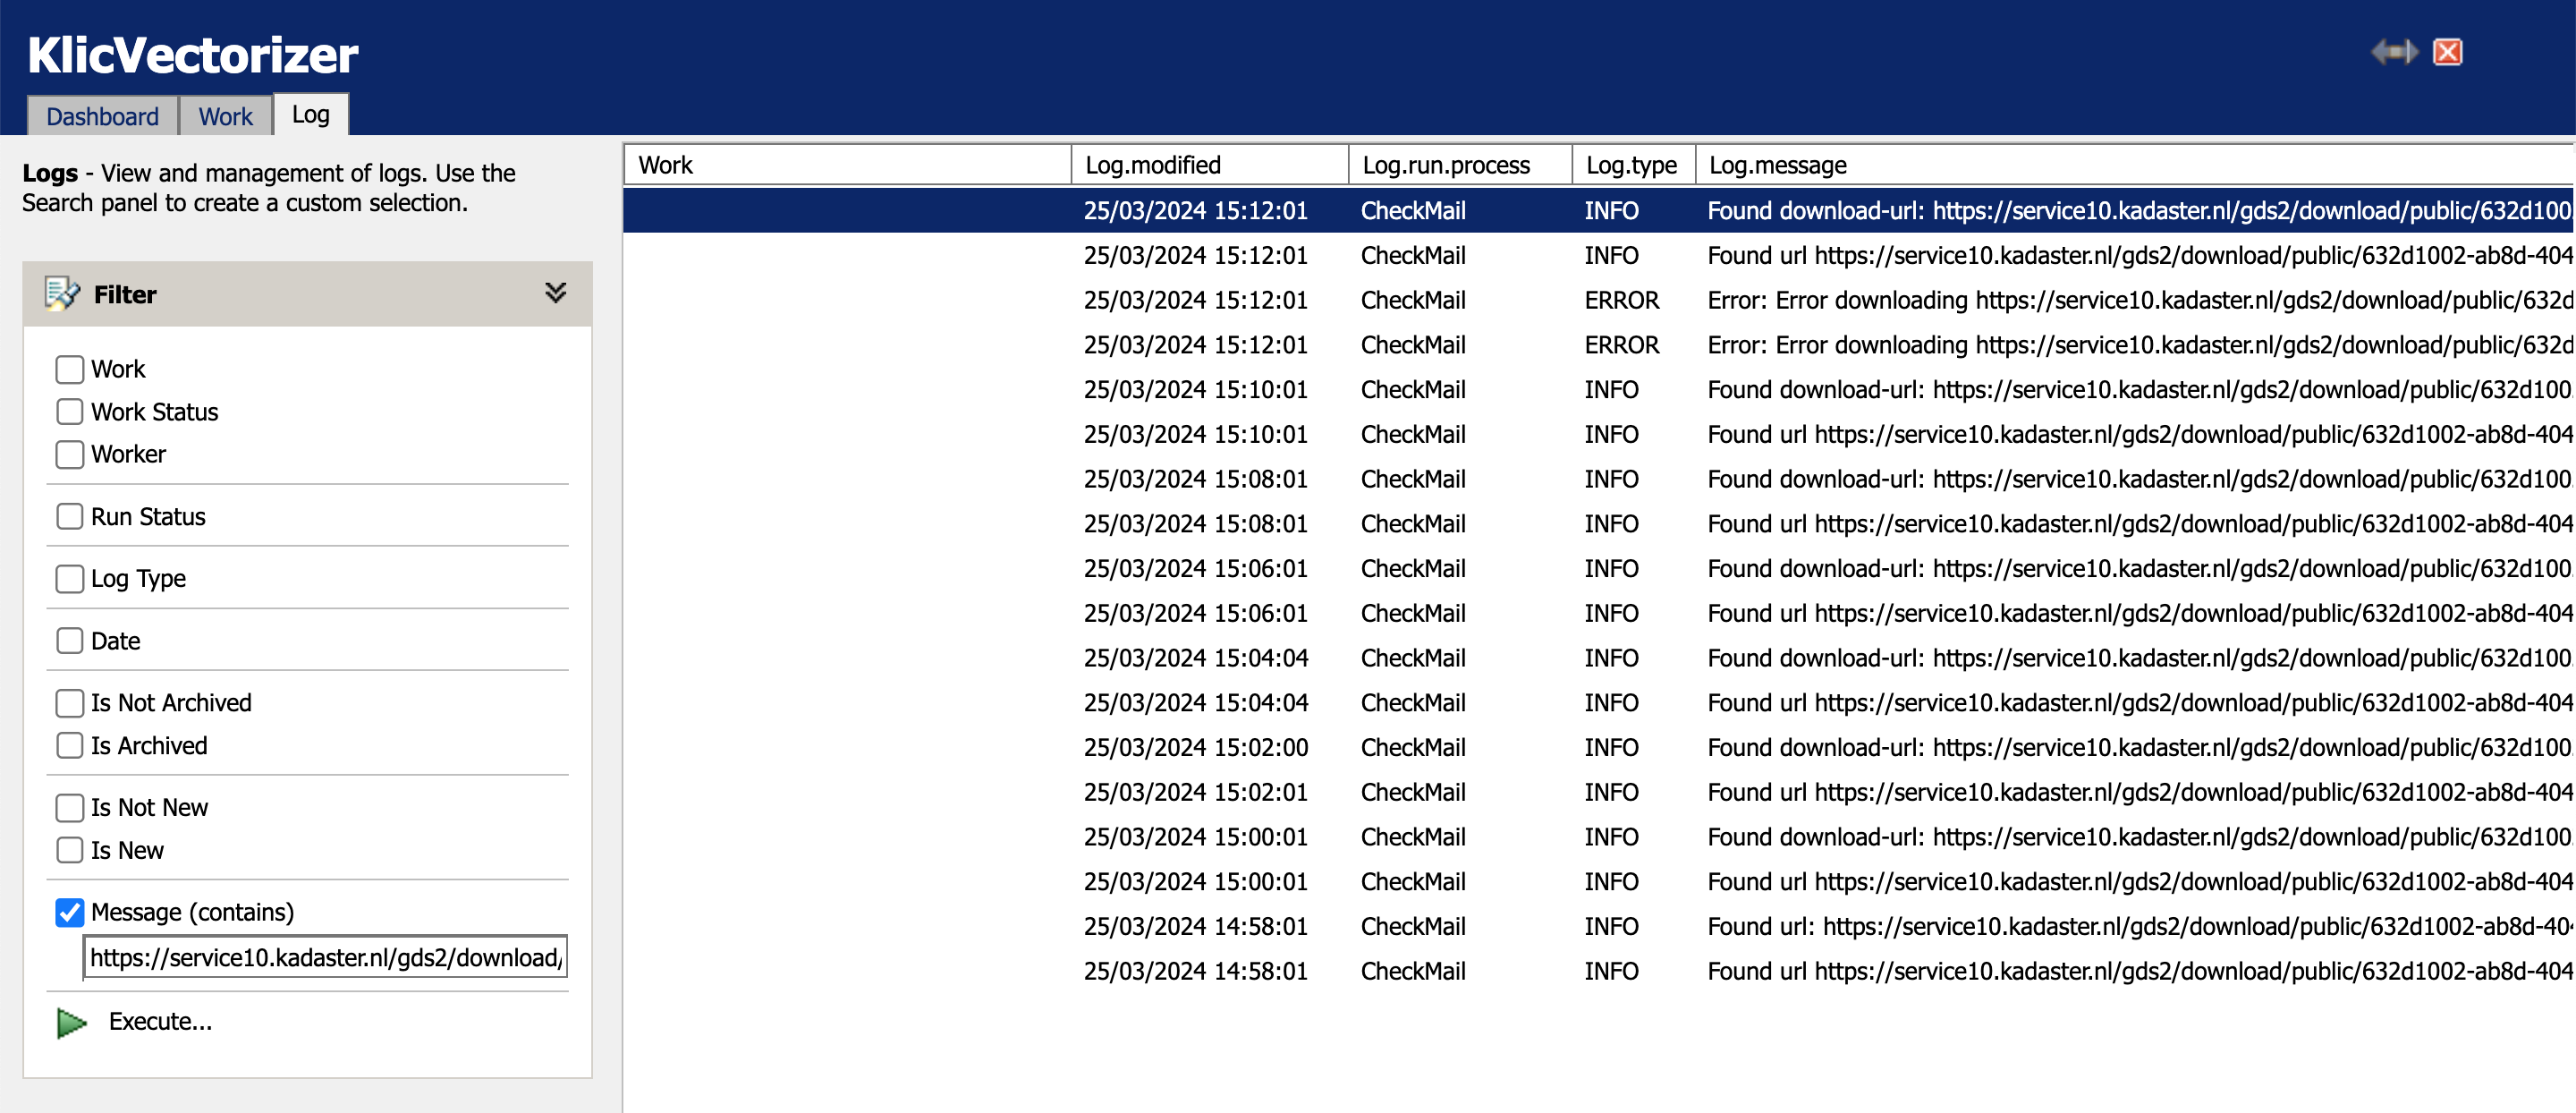 KlicVectorizer
Dashboard Work Log
Logs - View and management of logs. Use the
Search panel to create a custom selection.
Filter
Work
Work Status
Worker
Run Status
Log Type
Date
Is Not Archived
Is Archived
Is Not New
Is New
Message (contains)
https://service10.kadaster.nl/gds2/download/
Execute...
Work Log.modified Log.run.process Log.type Log.message
25/03/2024 15:12:01 CheckMail INFO Found download-url: https://service10.kadaster.nl/gds2/download/public/632d100
25/03/2024 15:12:01 CheckMail INFO Found url https://service10.kadaster.nl/gds2/download/public/632d1002-ab8d-404
25/03/2024 15:12:01 CheckMail ERROR Error: Error downloading https://service10.kadaster.nl/gds2/download/public/632d
25/03/2024 15:12:01 CheckMail ERROR Error: Error downloading https://service10.kadaster.nl/gds2/download/public/632d
25/03/2024 15:10:01 CheckMail INFO Found download-url: https://service10.kadaster.nl/gds2/download/public/632d100
25/03/2024 15:10:01 CheckMail INFO Found url https://service10.kadaster.nl/gds2/download/public/632d1002-ab8d-404
25/03/2024 15:08:01 CheckMail INFO Found download-url: https://service10.kadaster.nl/gds2/download/public/632d100
25/03/2024 15:08:01 CheckMail INFO Found url https://service10.kadaster.nl/gds2/download/public/632d1002-ab8d-404
25/03/2024 15:06:01 CheckMail INFO Found download-url: https://service10.kadaster.nl/gds2/download/public/632d100
25/03/2024 15:06:01 CheckMail INFO Found url https://service10.kadaster.nl/gds2/download/public/632d1002-ab8d-404
25/03/2024 15:04:04 CheckMail INFO Found download-url: https://service10.kadaster.nl/gds2/download/public/632d100
25/03/2024 15:04:04 CheckMail INFO Found url https://service10.kadaster.nl/gds2/download/public/632d1002-ab8d-404
25/03/2024 15:02:00 CheckMail INFO Found download-url: https://service10.kadaster.nl/gds2/download/public/632d100
25/03/2024 15:02:01 CheckMail INFO Found url https://service10.kadaster.nl/gds2/download/public/632d1002-ab8d-404
25/03/2024 15:00:01 CheckMail INFO Found download-url: https://service10.kadaster.nl/gds2/download/public/632d100
25/03/2024 15:00:01 CheckMail INFO Found url https://service10.kadaster.nl/gds2/download/public/632d1002-ab8d-404
25/03/2024 14:58:01 CheckMail INFO Found url: https://service10.kadaster.nl/gds2/download/public/632d1002-ab8d-40
25/03/2024 14:58:01 CheckMail INFO Found url https://service10.kadaster.nl/gds2/download/public/632d1002-ab8d-404